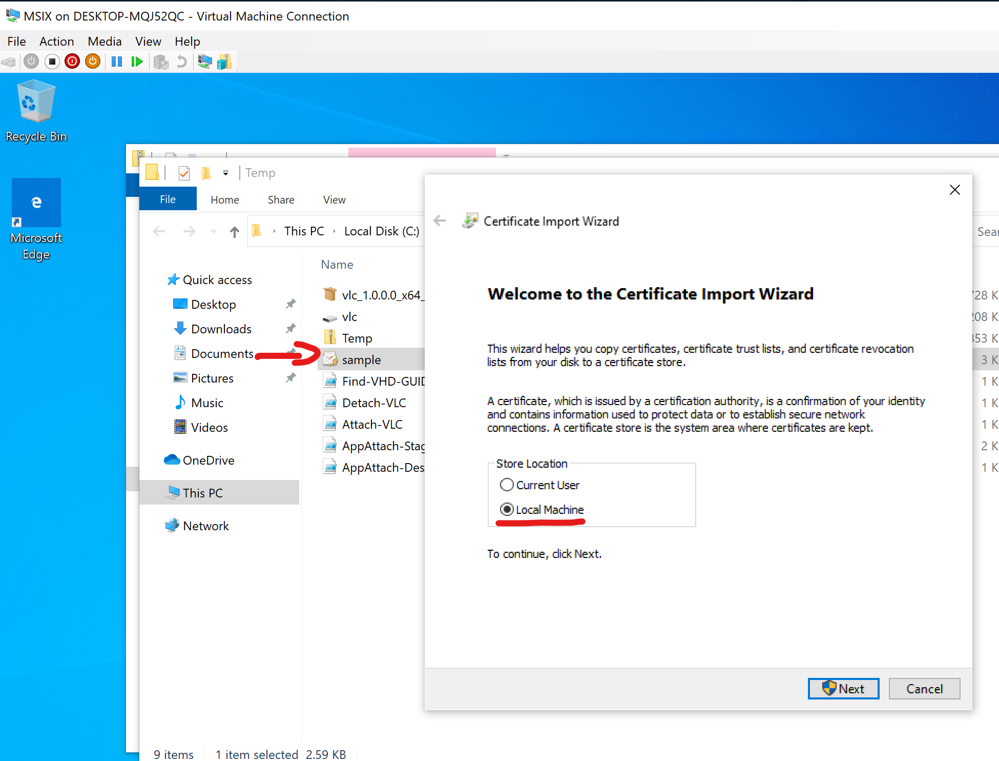 MSIX on DESKTOP-MQJ52QC - Virtual Machine Connection
File Action Media View Help
Recycle Bin
Microsoft
Edge
Temp
File Home Share View
This PC › Local Disk (C:)
Sear
Name
Quick access
Desktop
Downloads
Documents
Pictures
Music
Videos
OneDrive
This PC
Network
vlc_1.0.0.0_x64_
vlc
Temp
sample
Find-VHD-GUID
Detach-VLC
Attach-VLC
AppAttach-Stag
AppAttach-Des
728 K
208 K
353 K
3 K
1 K
1 K
1 K
2 K
1 K
Certificate Import Wizard
Welcome to the Certificate Import Wizard
This wizard helps you copy certificates, certificate trust lists, and certificate revocation
lists from your disk to a certificate store.
A certificate, which is issued by a certification authority, is a confirmation of your identity
and contains information used to protect data or to establish secure network
connections. A certificate store is the system area where certificates are kept.
Store Location
Current User
Local Machine
To continue, click Next.
Next Cancel
9 items 1 item selected 2.59 KB